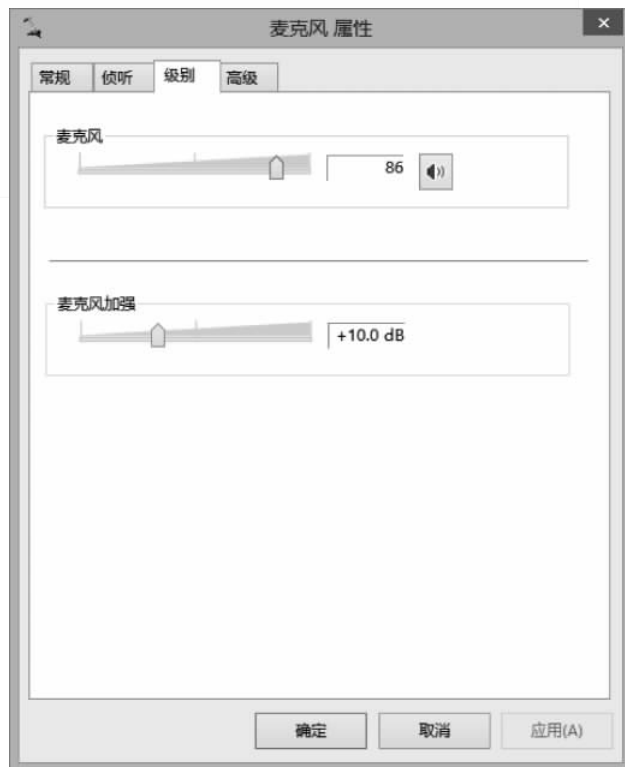 麦克风 属性
常规 侦听 级别 高级
麦克风
86
麦克风加强
+10.0 dB
确定 取消 应用(A)